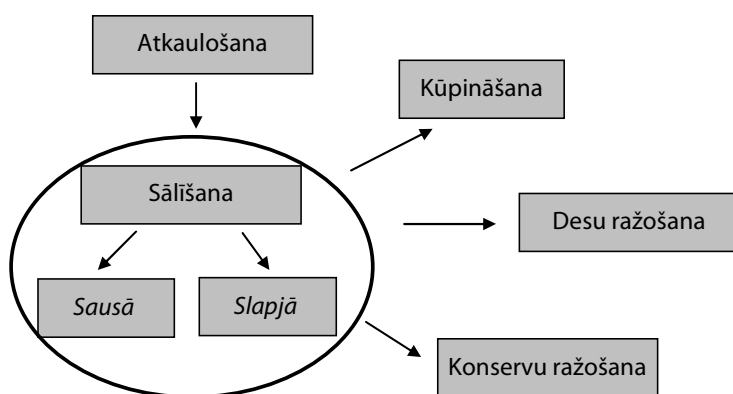 Atkaulošana
Kūpināšana
Sālīšana
Desu ražošana
Sausā
Slapjā
Konservu ražošana